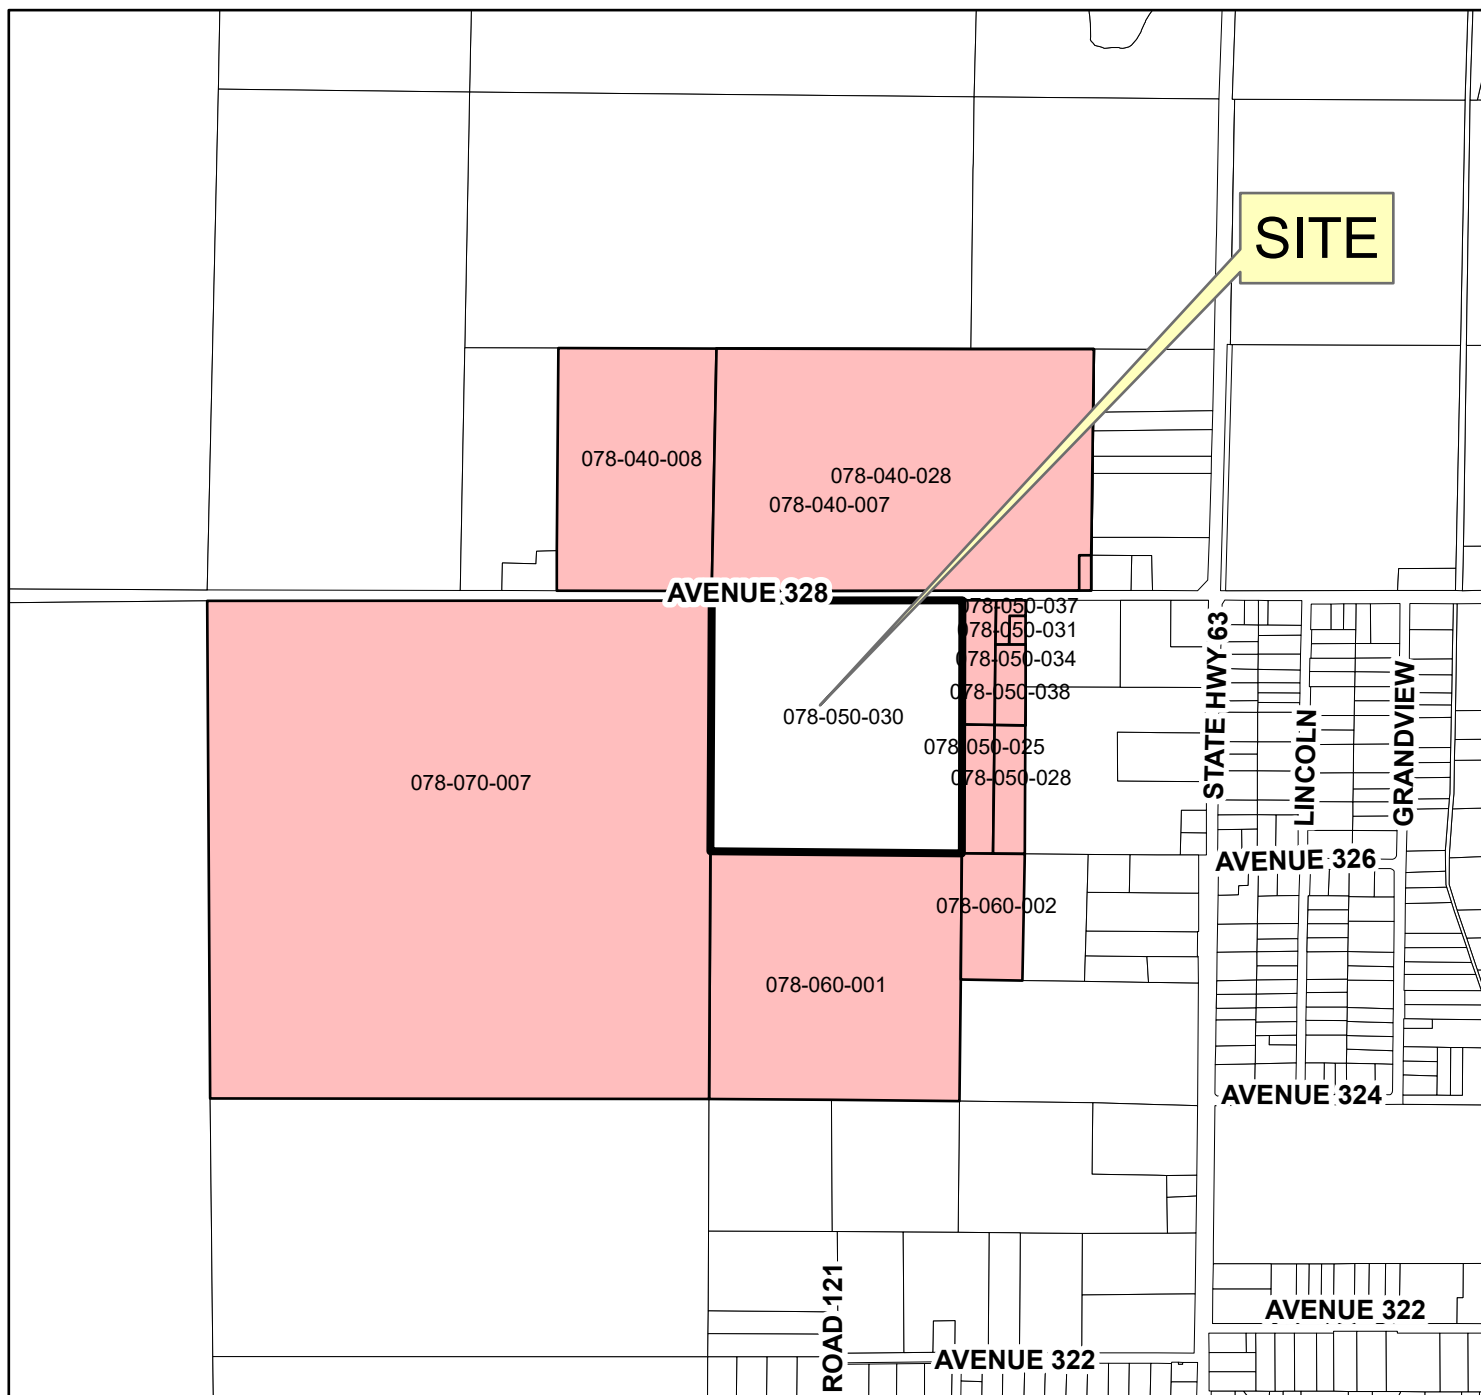 SITE
078-040-008
078-040-028
078-040-007
AVENUE 328
078-050-037
078-050-031
078-050-034
078-050-038
078-050-030
078-050-025
078-050-028
078-070-007
STATE HWY 63
LINCOLN
GRANDVIEW
AVENUE 326
078-060-002
078-060-001
AVENUE 324
ROAD 121
AVENUE 322
AVENUE 322